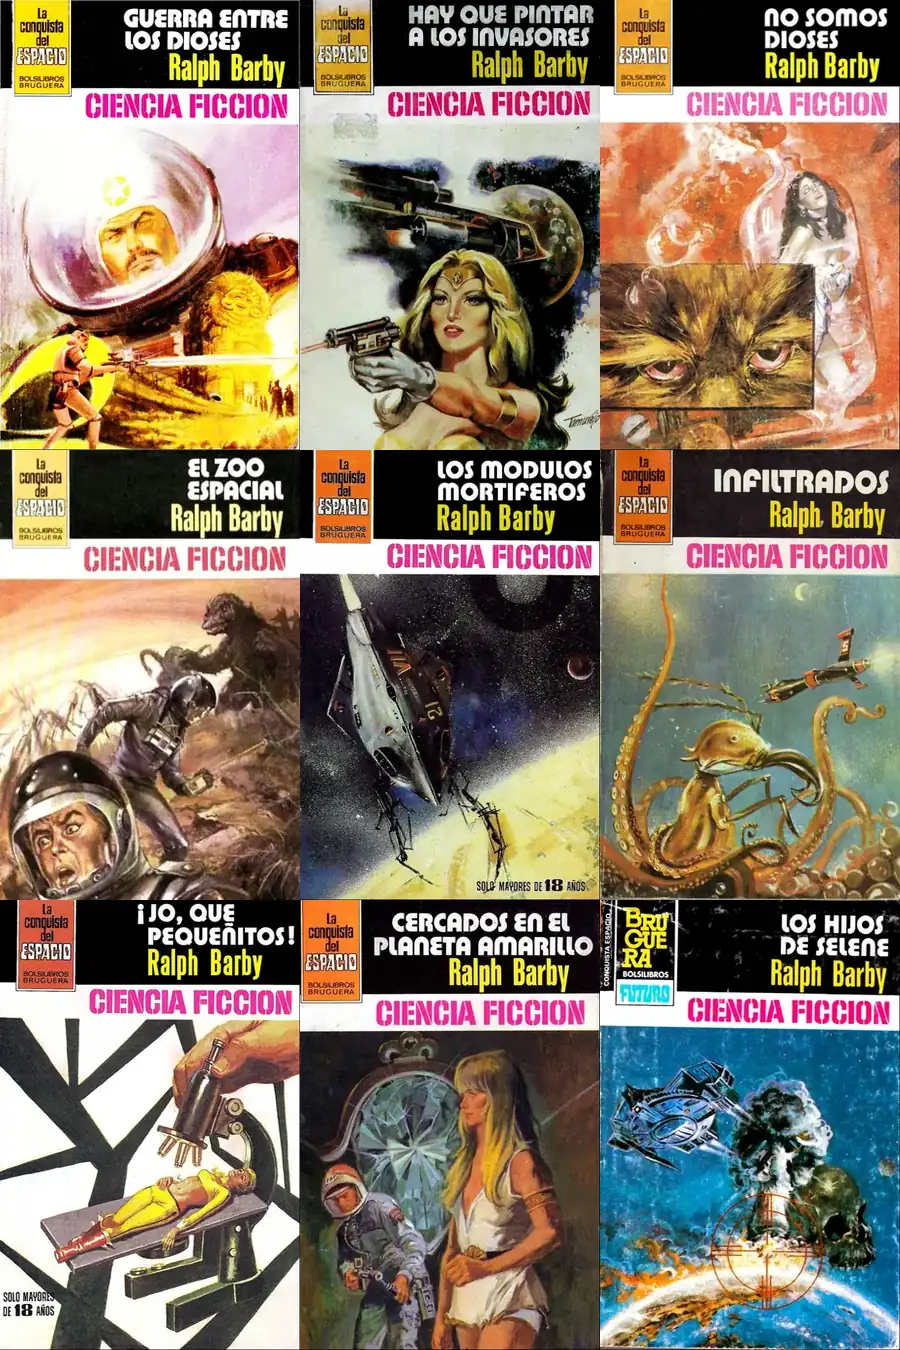 La
conquista
del
ESPACIO
BOLSILIBROS
BRUGUERA
GUERRA ENTRE
LOS DIOSES
Ralph Barby
CIENCIA FICCION
La
conquista
del
ESPACIO
BOLSILIBROS
BRUGUERA
HAY QUE PINTAR
A LOS INVASORES
Ralph Barby
CIENCIA FICCION
La
conquista
del
ESPACIO
BOLSILIBROS
BRUGUERA
NO SOMOS
DIOSES
Ralph Barby
CIENCIA FICCION
La
conquista
del
ESPACIO
BOLSILIBROS
BRUGUERA
EL ZOO
ESPACIAL
Ralph Barby
CIENCIA FICCION
La
conquista
del
ESPACIO
BOLSILIBROS
BRUGUERA
LOS MODULOS
MORTIFEROS
Ralph Barby
CIENCIA FICCION
SOLO MAYORES DE 18 AÑOS
La
conquista
del
ESPACIO
BOLSILIBROS
BRUGUERA
INFILTRADOS
Ralph Barby
CIENCIA FICCION
La
conquista
del
ESPACIO
BOLSILIBROS
BRUGUERA
¡JO, QUE
PEQUEÑITOS!
Ralph Barby
CIENCIA FICCION
SOLO MAYORES
DE 18 AÑOS
La
conquista
del
ESPACIO
BOLSILIBROS
BRUGUERA
CERCADOS EN EL
PLANETA AMARILLO
Ralph Barby
CIENCIA FICCION
CONQUISTA ESPACIO
BRU
GUE
RA
BOLSILIBROS
FUTURO
LOS HIJOS
DE SELENE
Ralph Barby
CIENCIA FICCION